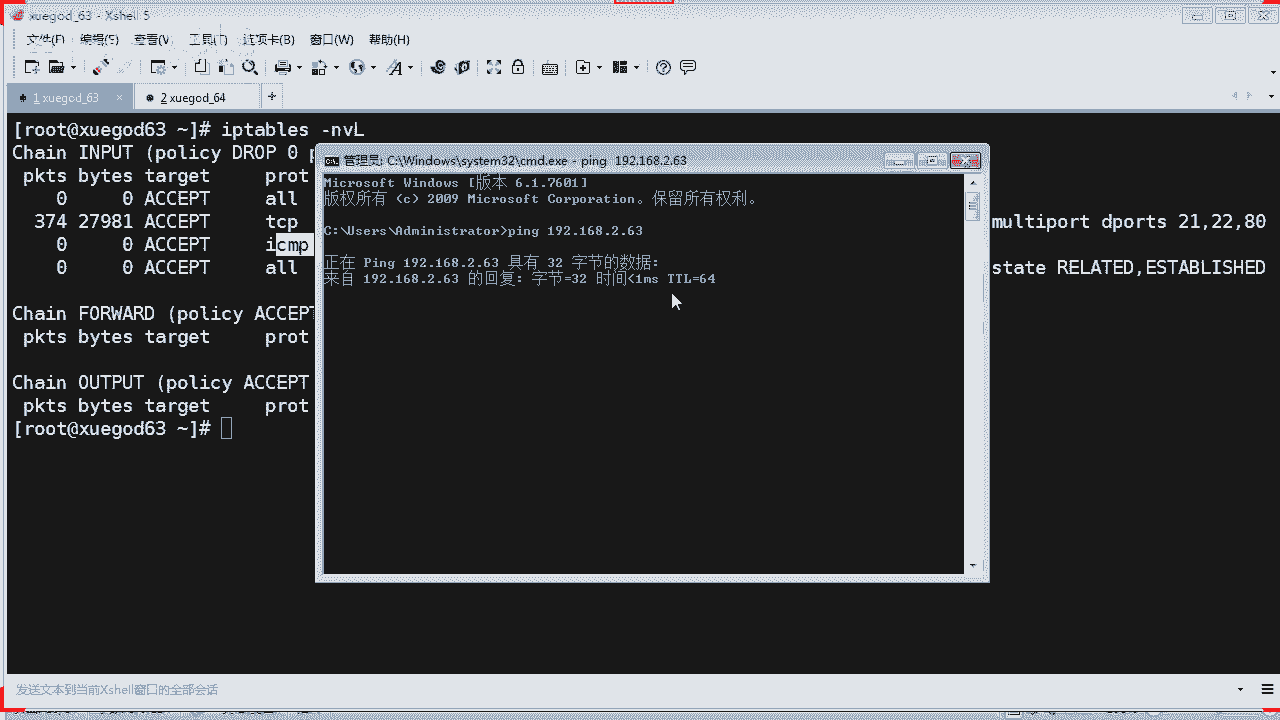 xuegod_63 - Xshell 5
文件(F) 编辑(E) 查看(V) 工具(T) 选项卡(B) 窗口(W) 帮助(H)
1 xuegod_63 × 2 xuegod_64 +
[root@xuegod63 ~]# iptables -nvL
Chain INPUT (policy DROP 0 p
pkts bytes target prot
0 0 ACCEPT all
374 27981 ACCEPT tcp multiport dports 21,22,80
0 0 ACCEPT icmp
0 0 ACCEPT all state RELATED,ESTABLISHED
Chain FORWARD (policy ACCEPT
pkts bytes target prot
Chain OUTPUT (policy ACCEPT
pkts bytes target prot
[root@xuegod63 ~]#
管理员: C:\Windows\system32\cmd.exe - ping 192.168.2.63
Microsoft Windows [版本 6.1.7601]
版权所有 (c) 2009 Microsoft Corporation。保留所有权利。
C:\Users\Administrator>ping 192.168.2.63
正在 Ping 192.168.2.63 具有 32 字节的数据:
来自 192.168.2.63 的回复: 字节=32 时间<1ms TTL=64
发送文本到当前Xshell窗口的全部会话